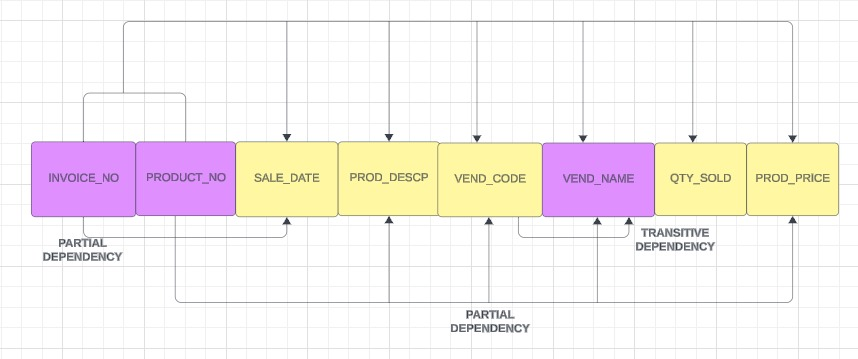 INVOICE_NO
PRODUCT_NO
SALE_DATE
PROD_DESCP
VEND_CODE
VEND_NAME
QTY_SOLD
PROD_PRICE
PARTIAL
DEPENDENCY
TRANSITIVE
DEPENDENCY
PARTIAL
DEPENDENCY